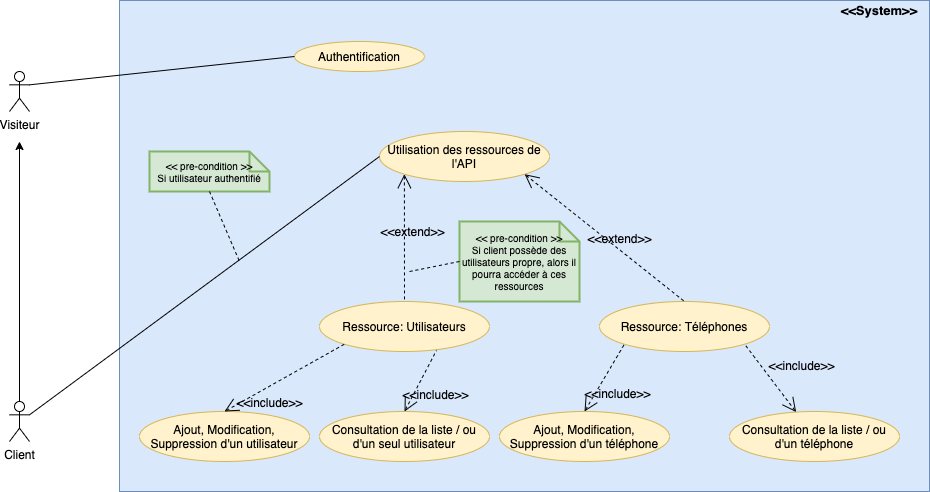 <<System>>
Authentification
Visiteur
Utilisation des ressources de
l'API
<< pre-condition >>
Si utilisateur authentifié
<<extend>>
<<extend>>
<< pre-condition >>
Si client possède des
utilisateurs propre, alors il
pourra accéder à ces
ressources
Ressource: Utilisateurs
Ressource: Téléphones
<<include>>
<<include>>
<<include>>
<<include>>
Ajout, Modification,
Suppression d'un utilisateur
Consultation de la liste / ou
d'un seul utilisateur
Ajout, Modification,
Suppression d'un téléphone
Consultation de la liste / ou
d'un téléphone
Client